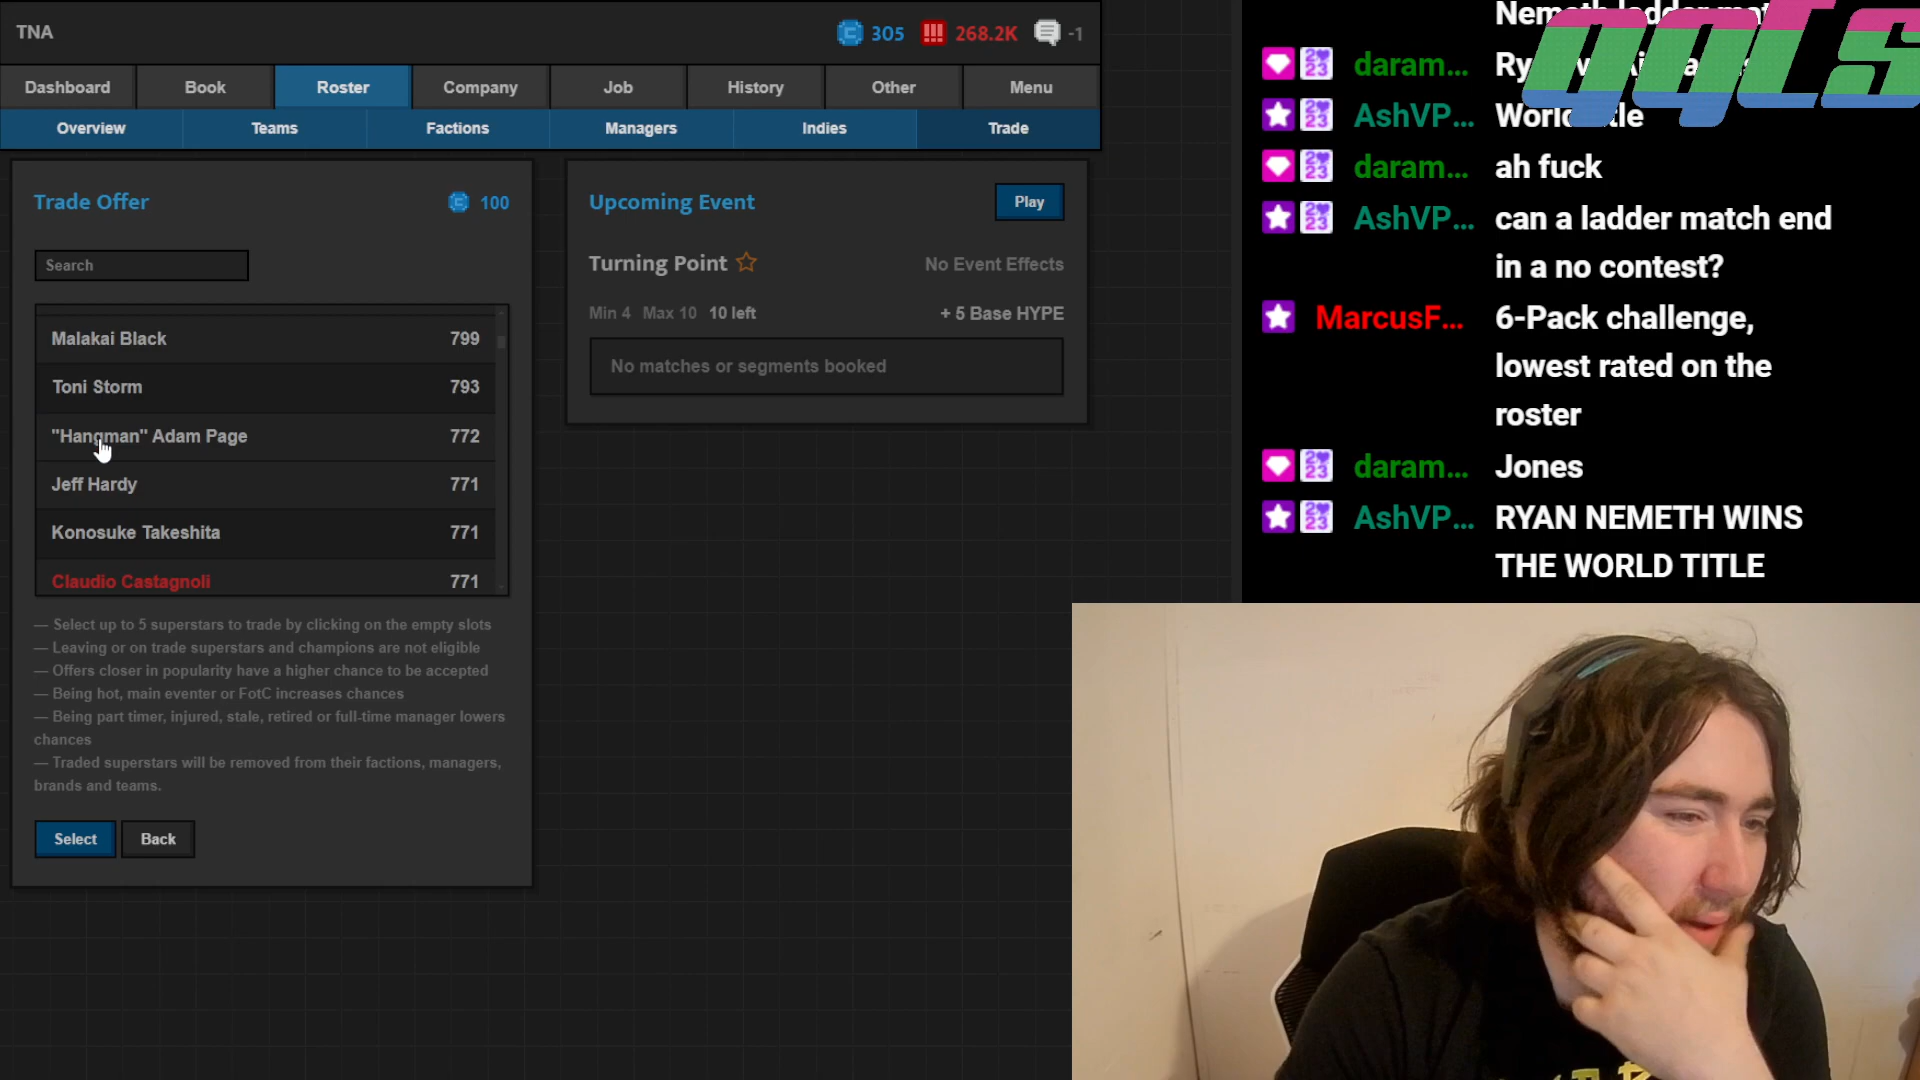 TNA
305
268.2K
-1
Dashboard
Book
Roster
Company
Job
History
Other
Menu
Overview
Teams
Factions
Managers
Indies
Trade
Trade Offer
100
Search
Malakai Black 799
Toni Storm 793
"Hangman" Adam Page 772
Jeff Hardy 771
Konosuke Takeshita 771
Claudio Castagnoli 771
— Select up to 5 superstars to trade by clicking on the empty slots
— Leaving or on trade superstars and champions are not eligible
— Offers closer in popularity have a higher chance to be accepted
— Being hot, main eventer or FotC increases chances
— Being part timer, injured, stale, retired or full-time manager lowers
chances
— Traded superstars will be removed from their factions, managers,
brands and teams.
Select
Back
Upcoming Event
Play
Turning Point
No Event Effects
Min 4 Max 10 10 left
+ 5 Base HYPE
No matches or segments booked
Nemeth ladder
daram...
AshVP...
daram... ah fuck
AshVP... can a ladder match end
in a no contest?
MarcusF... 6-Pack challenge,
lowest rated on the
roster
daram... Jones
AshVP... RYAN NEMETH WINS
THE WORLD TITLE